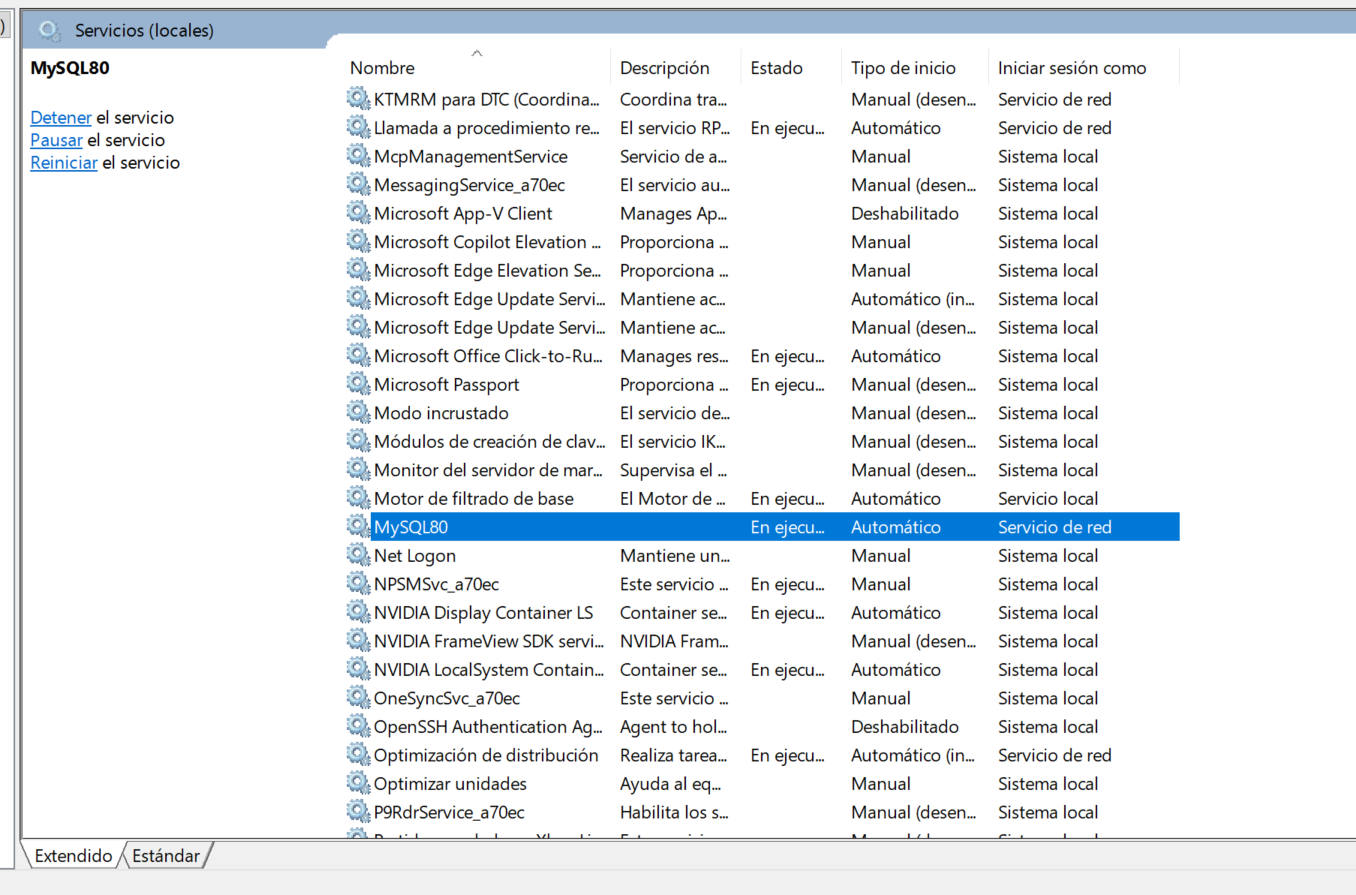 )
Servicios (locales)
MySQL80
Detener el servicio
Pausar el servicio
Reiniciar el servicio
Nombre Descripción Estado Tipo de inicio Iniciar sesión como
KTMRM para DTC (Coordina... Coordina tra... Manual (desen... Servicio de red
Llamada a procedimiento re... El servicio RP... En ejecu... Automático Servicio de red
McpManagementService Servicio de a... Manual Sistema local
MessagingService_a70ec El servicio au... Manual (desen... Sistema local
Microsoft App-V Client Manages Ap... Deshabilitado Sistema local
Microsoft Copilot Elevation ... Proporciona ... Manual Sistema local
Microsoft Edge Elevation Se... Proporciona ... Manual Sistema local
Microsoft Edge Update Servi... Mantiene ac... Automático (in... Sistema local
Microsoft Edge Update Servi... Mantiene ac... Manual (desen... Sistema local
Microsoft Office Click-to-Ru... Manages res... En ejecu... Automático Sistema local
Microsoft Passport Proporciona ... En ejecu... Manual (desen... Sistema local
Modo incrustado El servicio de... Manual (desen... Sistema local
Módulos de creación de clav... El servicio IK... Manual (desen... Sistema local
Monitor del servidor de mar... Supervisa el ... Manual (desen... Sistema local
Motor de filtrado de base El Motor de ... En ejecu... Automático Servicio local
MySQL80 En ejecu... Automático Servicio de red
Net Logon Mantiene un... Manual Sistema local
NPSMSvc_a70ec Este servicio ... En ejecu... Manual Sistema local
NVIDIA Display Container LS Container se... En ejecu... Automático Sistema local
NVIDIA FrameView SDK servi... NVIDIA Fram... Manual (desen... Sistema local
NVIDIA LocalSystem Contain... Container se... En ejecu... Automático Sistema local
OneSyncSvc_a70ec Este servicio ... Manual Sistema local
OpenSSH Authentication Ag... Agent to hol... Deshabilitado Sistema local
Optimización de distribución Realiza tarea... En ejecu... Automático (in... Servicio de red
Optimizar unidades Ayuda al eq... Manual Sistema local
P9RdrService_a70ec Habilita los s... Manual (desen... Sistema local
Extendido Estándar